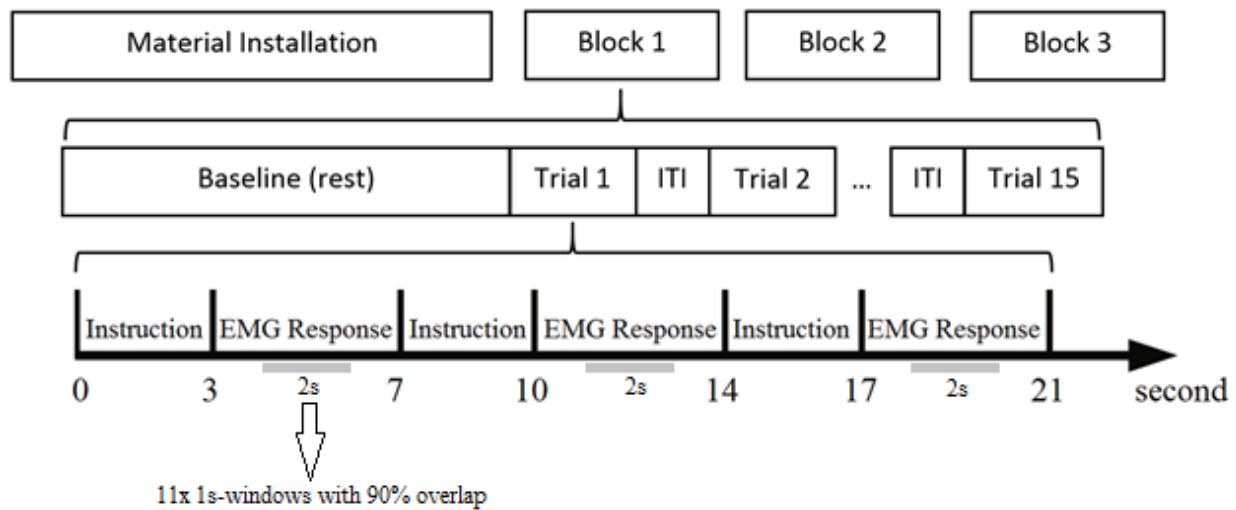 Material Installation Block 1 Block 2 Block 3
Baseline (rest) Trial 1 ITI Trial 2 ... ITI Trial 15
Instruction EMG Response Instruction EMG Response Instruction EMG Response
0 3 2s 7 10 2s 14 17 2s 21 second
11x 1s-windows with 90% overlap